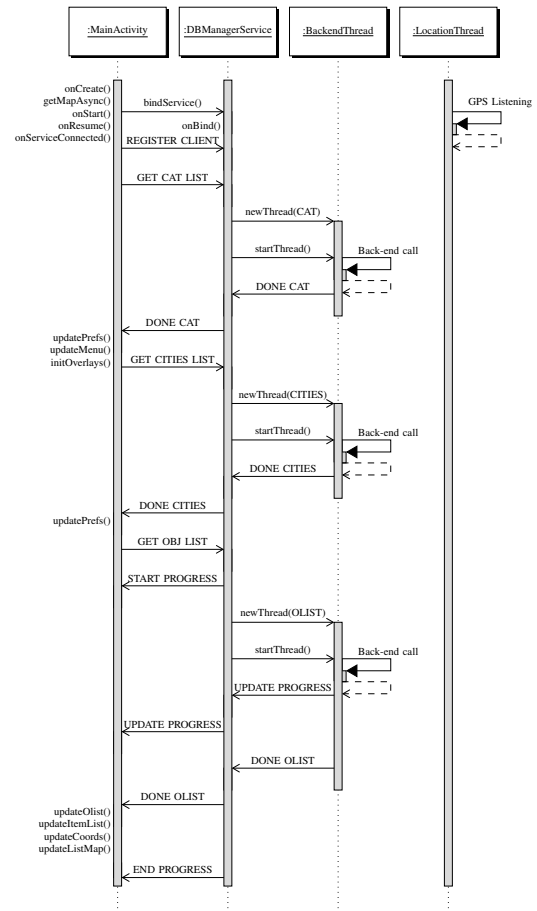 :MainActivity
:DBManagerService
:BackendThread
:LocationThread
onCreate()
getMapAsync()
onStart()
onResume()
onServiceConnected()
bindService()
onBind()
REGISTER CLIENT
GPS Listening
GET CAT LIST
newThread(CAT)
startThread()
Back-end call
DONE CAT
DONE CAT
updatePrefs()
updateMenu()
initOverlays()
GET CITIES LIST
newThread(CITIES)
startThread()
Back-end call
DONE CITIES
DONE CITIES
updatePrefs()
GET OBJ LIST
START PROGRESS
newThread(OLIST)
startThread()
Back-end call
UPDATE PROGRESS
UPDATE PROGRESS
DONE OLIST
DONE OLIST
updateOlist()
updateItemList()
updateCoords()
updateListMap()
END PROGRESS